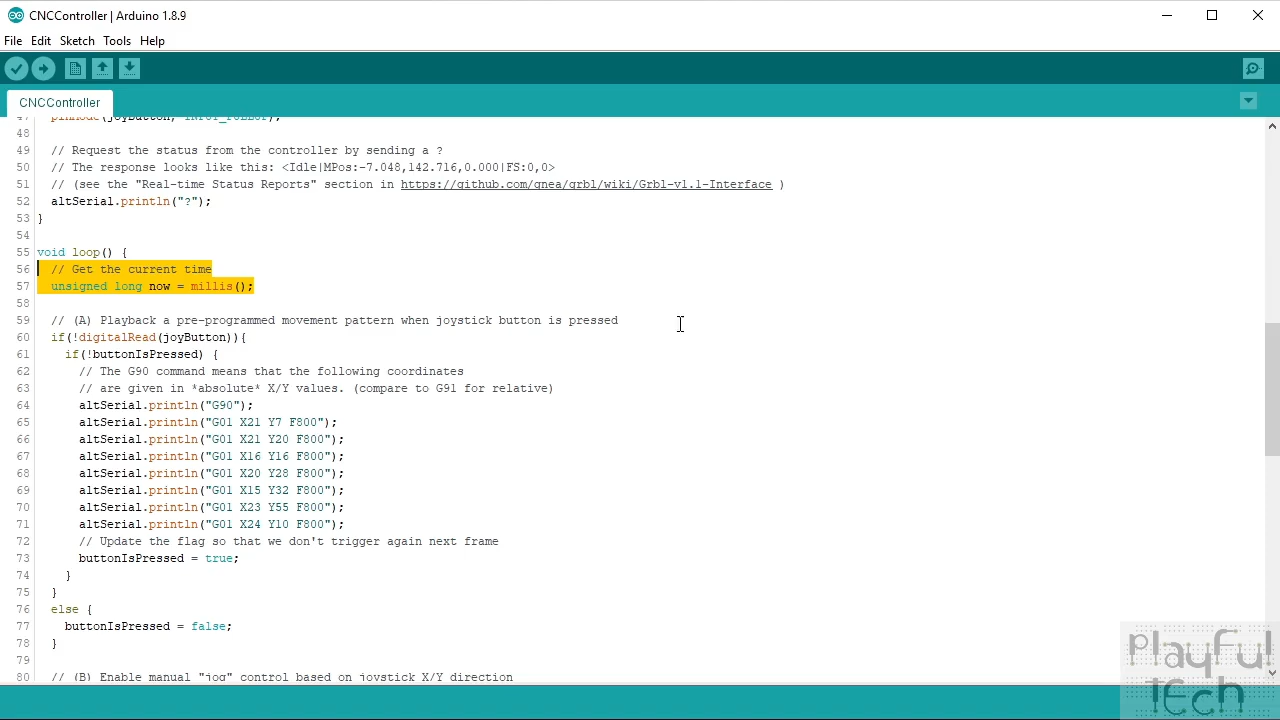 CNCController | Arduino 1.8.9
File Edit Sketch Tools Help
CNCController
47 pinMode(joyButton, INPUT_PULLUP);
48
49 // Request the status from the controller by sending a ?
50 // The response looks like this: <Idle|MPos:-7.048,142.716,0.000|FS:0,0>
51 // (see the "Real-time Status Reports" section in https://github.com/gnea/grbl/wiki/Grbl-v1.1-Interface )
52 altSerial.println("?");
53 }
54
55 void loop() {
56 // Get the current time
57 unsigned long now = millis();
58
59 // (A) Playback a pre-programmed movement pattern when joystick button is pressed
60 if(!digitalRead(joyButton)){
61 if(!buttonIsPressed) {
62 // The G90 command means that the following coordinates
63 // are given in *absolute* X/Y values. (compare to G91 for relative)
64 altSerial.println("G90");
65 altSerial.println("G01 X21 Y7 F800");
66 altSerial.println("G01 X21 Y20 F800");
67 altSerial.println("G01 X16 Y16 F800");
68 altSerial.println("G01 X20 Y28 F800");
69 altSerial.println("G01 X15 Y32 F800");
70 altSerial.println("G01 X23 Y55 F800");
71 altSerial.println("G01 X24 Y10 F800");
72 // Update the flag so that we don't trigger again next frame
73 buttonIsPressed = true;
74 }
75 }
76 else {
77 buttonIsPressed = false;
78 }
79
80 // (B) Enable manual "jog" control based on joystick X/Y direction
playful
tech